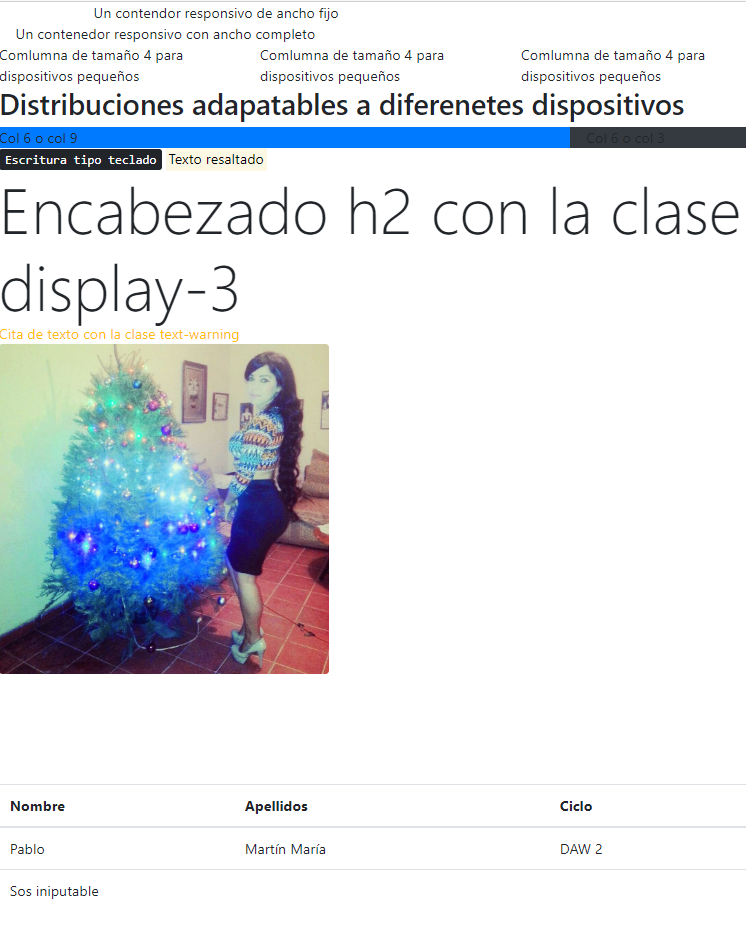 Un contendor responsivo de ancho fijo
Un contenedor responsivo con ancho completo
Comlumna de tamaño 4 para Comlumna de tamaño 4 para Comlumna de tamaño 4 para
dispositivos pequeños dispositivos pequeños dispositivos pequeños
Distribuciones adapatables a diferenetes dispositivos
Col 6 o col 9 Col 6 o col 3
Escritura tipo teclado Texto resaltado
Encabezado h2 con la clase
display-3
Cita de texto con la clase text-warning
Nombre Apellidos Ciclo
Pablo Martín María DAW 2
Sos iniputable